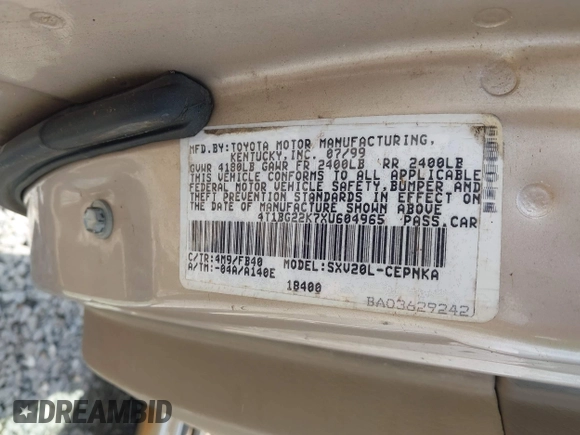 MFD.BY:TOYOTA MOTOR MANUFACTURING,
KENTUCKY,INC. 07/99
GVWR 4180LB GAWR FR 2400LB RR 2400LB
THIS VEHICLE CONFORMS TO ALL APPLICABLE
FEDERAL MOTOR VEHICLE SAFETY,BUMPER AND
THEFT PREVENTION STANDARDS IN EFFECT ON
THE DATE OF MANUFACTURE SHOWN ABOVE
4T1BG22K7XU604965 PASS.CAR
C/TR:4M9/FB40 MODEL:SXV20L-CEPNKA
A/TM:-04A/A140E
1B400
BA03629242
DREAMBID